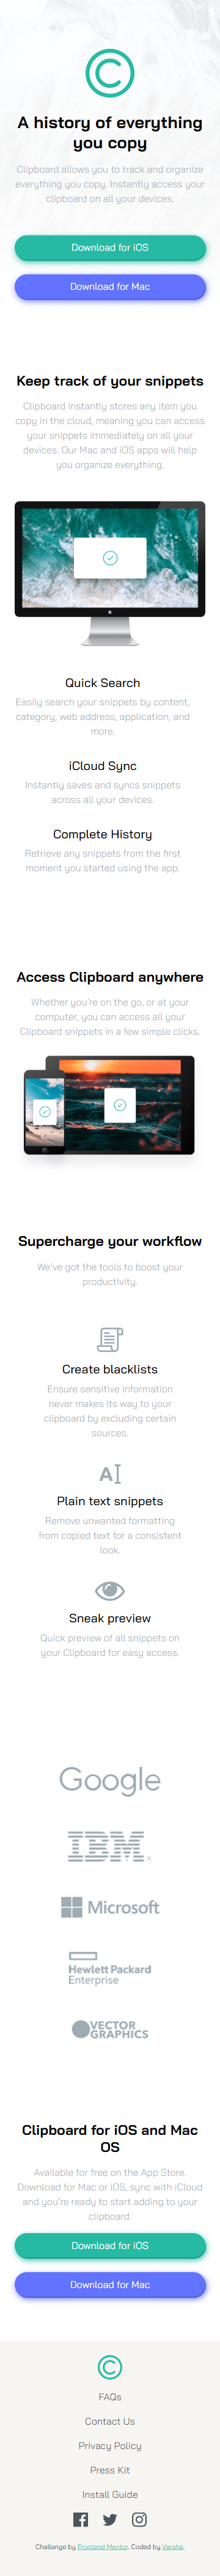 A history of everything
you copy
Clipboard allows you to track and organize
everything you copy. Instantly access your
clipboard on all your devices.
Download for iOS
Download for Mac
Keep track of your snippets
Clipboard instantly stores any item you
copy in the cloud, meaning you can access
your snippets immediately on all your
devices. Our Mac and iOS apps will help
you organize everything.
Quick Search
Easily search your snippets by content,
category, web address, application, and
more.
iCloud Sync
Instantly saves and syncs snippets
across all your devices.
Complete History
Retrieve any snippets from the first
moment you started using the app.
Access Clipboard anywhere
Whether you're on the go, or at your
computer, you can access all your
Clipboard snippets in a few simple clicks.
Supercharge your workflow
We've got the tools to boost your
productivity.
Create blacklists
Ensure sensitive information
never makes its way to your
clipboard by excluding certain
sources.
Plain text snippets
Remove unwanted formatting
from copied text for a consistent
look.
Sneak preview
Quick preview of all snippets on
your Clipboard for easy access.
Google
IBM
Microsoft
Hewlett Packard
Enterprise
VECTOR
GRAPHICS
Clipboard for iOS and Mac
OS
Available for free on the App Store.
Download for Mac or iOS, sync with iCloud
and you're ready to start adding to your
clipboard.
Download for iOS
Download for Mac
FAQs
Contact Us
Privacy Policy
Press Kit
Install Guide
Challenge by Frontend Mentor. Coded by Varsha.